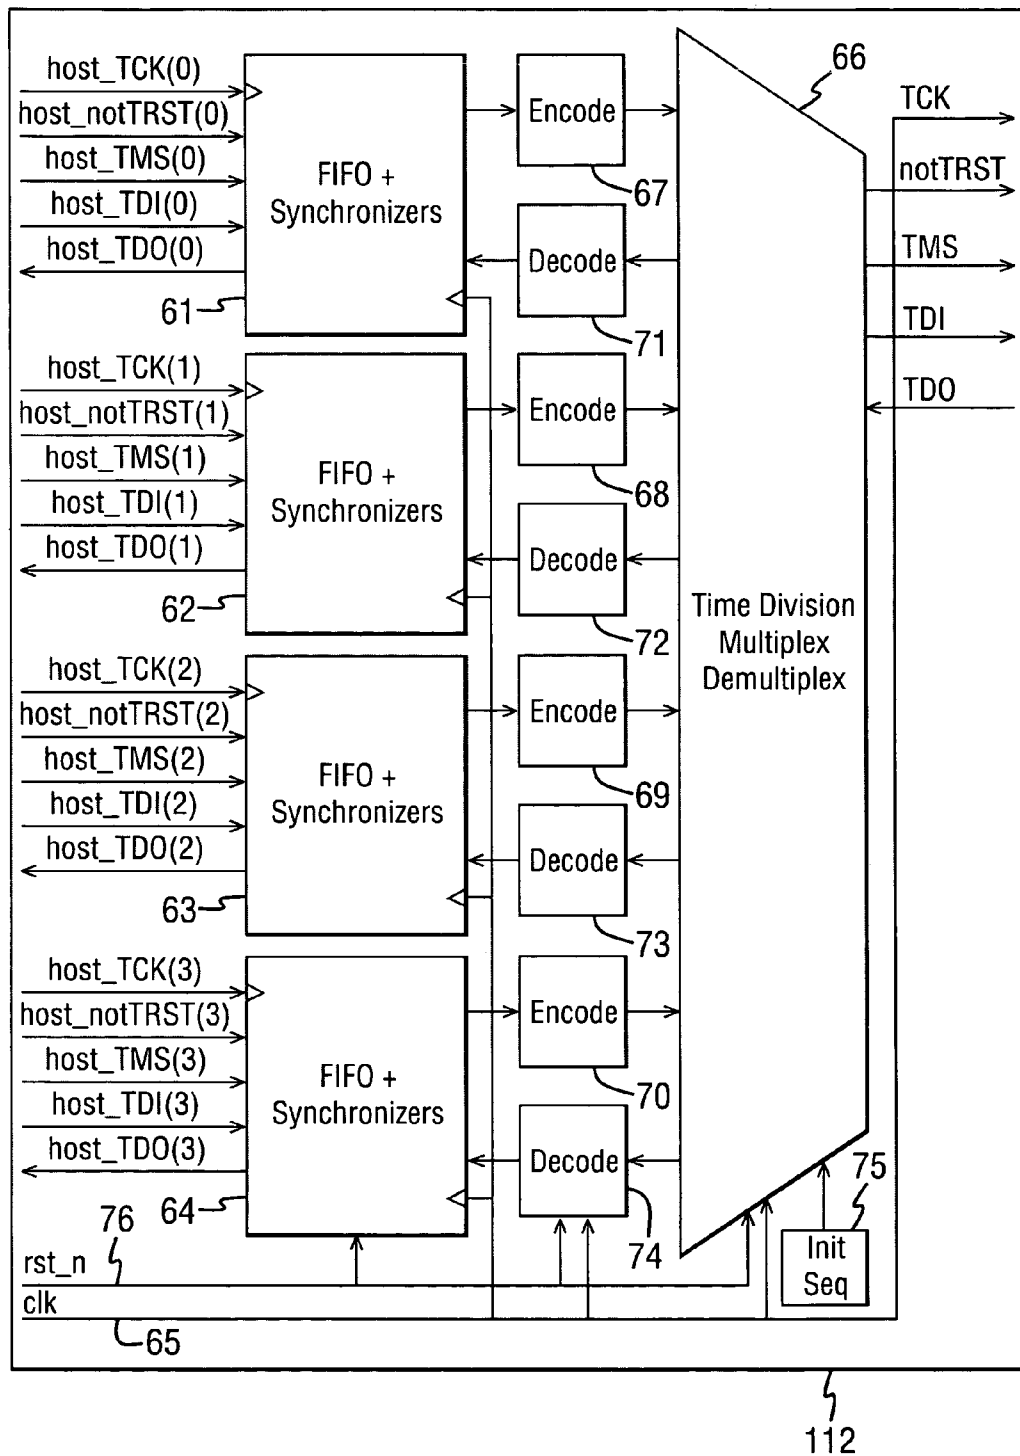 host_TCK(0)
host_notTRST(0)
host_TMS(0)
host_TDI(0)
host_TDO(0)
61
FIFO +
Synchronizers
Encode
67
Decode
71
host_TCK(1)
host_notTRST(1)
host_TMS(1)
host_TDI(1)
host_TDO(1)
62
FIFO +
Synchronizers
Encode
68
Decode
72
host_TCK(2)
host_notTRST(2)
host_TMS(2)
host_TDI(2)
host_TDO(2)
63
FIFO +
Synchronizers
Encode
69
Decode
73
host_TCK(3)
host_notTRST(3)
host_TMS(3)
host_TDI(3)
host_TDO(3)
64
FIFO +
Synchronizers
Encode
70
Decode
74
66
Time Division
Multiplex
Demultiplex
TCK
notTRST
TMS
TDI
TDO
75
Init
Seq
76
rst_n
clk
65
112